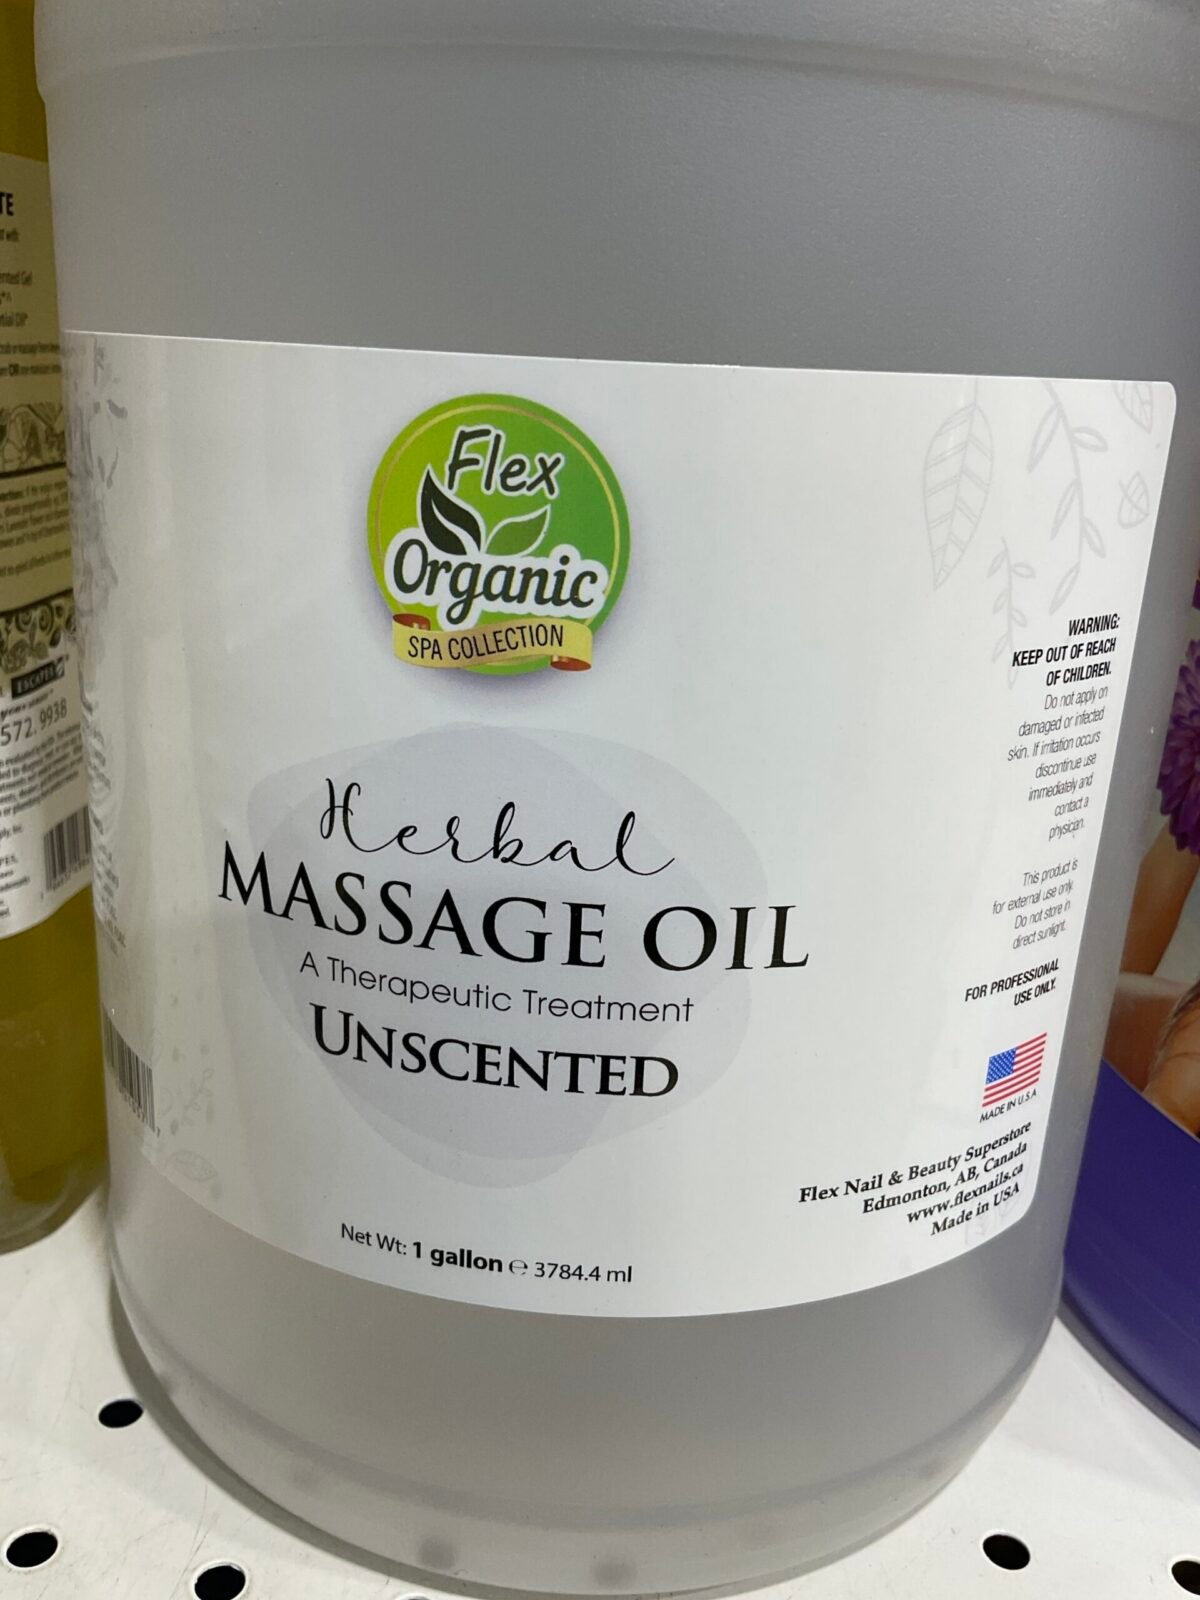 Flex
Organic
SPA COLLECTION
Herbal
MASSAGE OIL
A Therapeutic Treatment
UNSCENTED
Net Wt: 1 gallon ℮ 3784.4 ml
WARNING:
KEEP OUT OF REACH
OF CHILDREN.
Do not apply on
damaged or infected
skin. If irritation occurs
discontinue use
immediately and
contact a
physician.
This product is
for external use only.
Do not store in
direct sunlight.
FOR PROFESSIONAL
USE ONLY.
MADE IN U.S.A
Flex Nail & Beauty Superstore
Edmonton, AB, Canada
www.flexnails.ca
Made in USA
TE
ESCAPES
572.9938